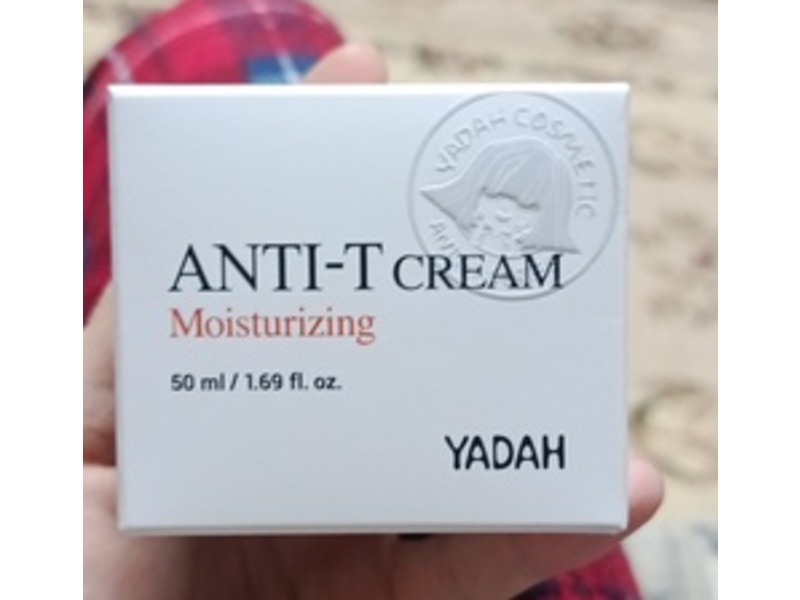 YADAH COSMETIC
ANTI-T CREAM
Moisturizing
50 ml / 1.69 fl. oz.
YADAH